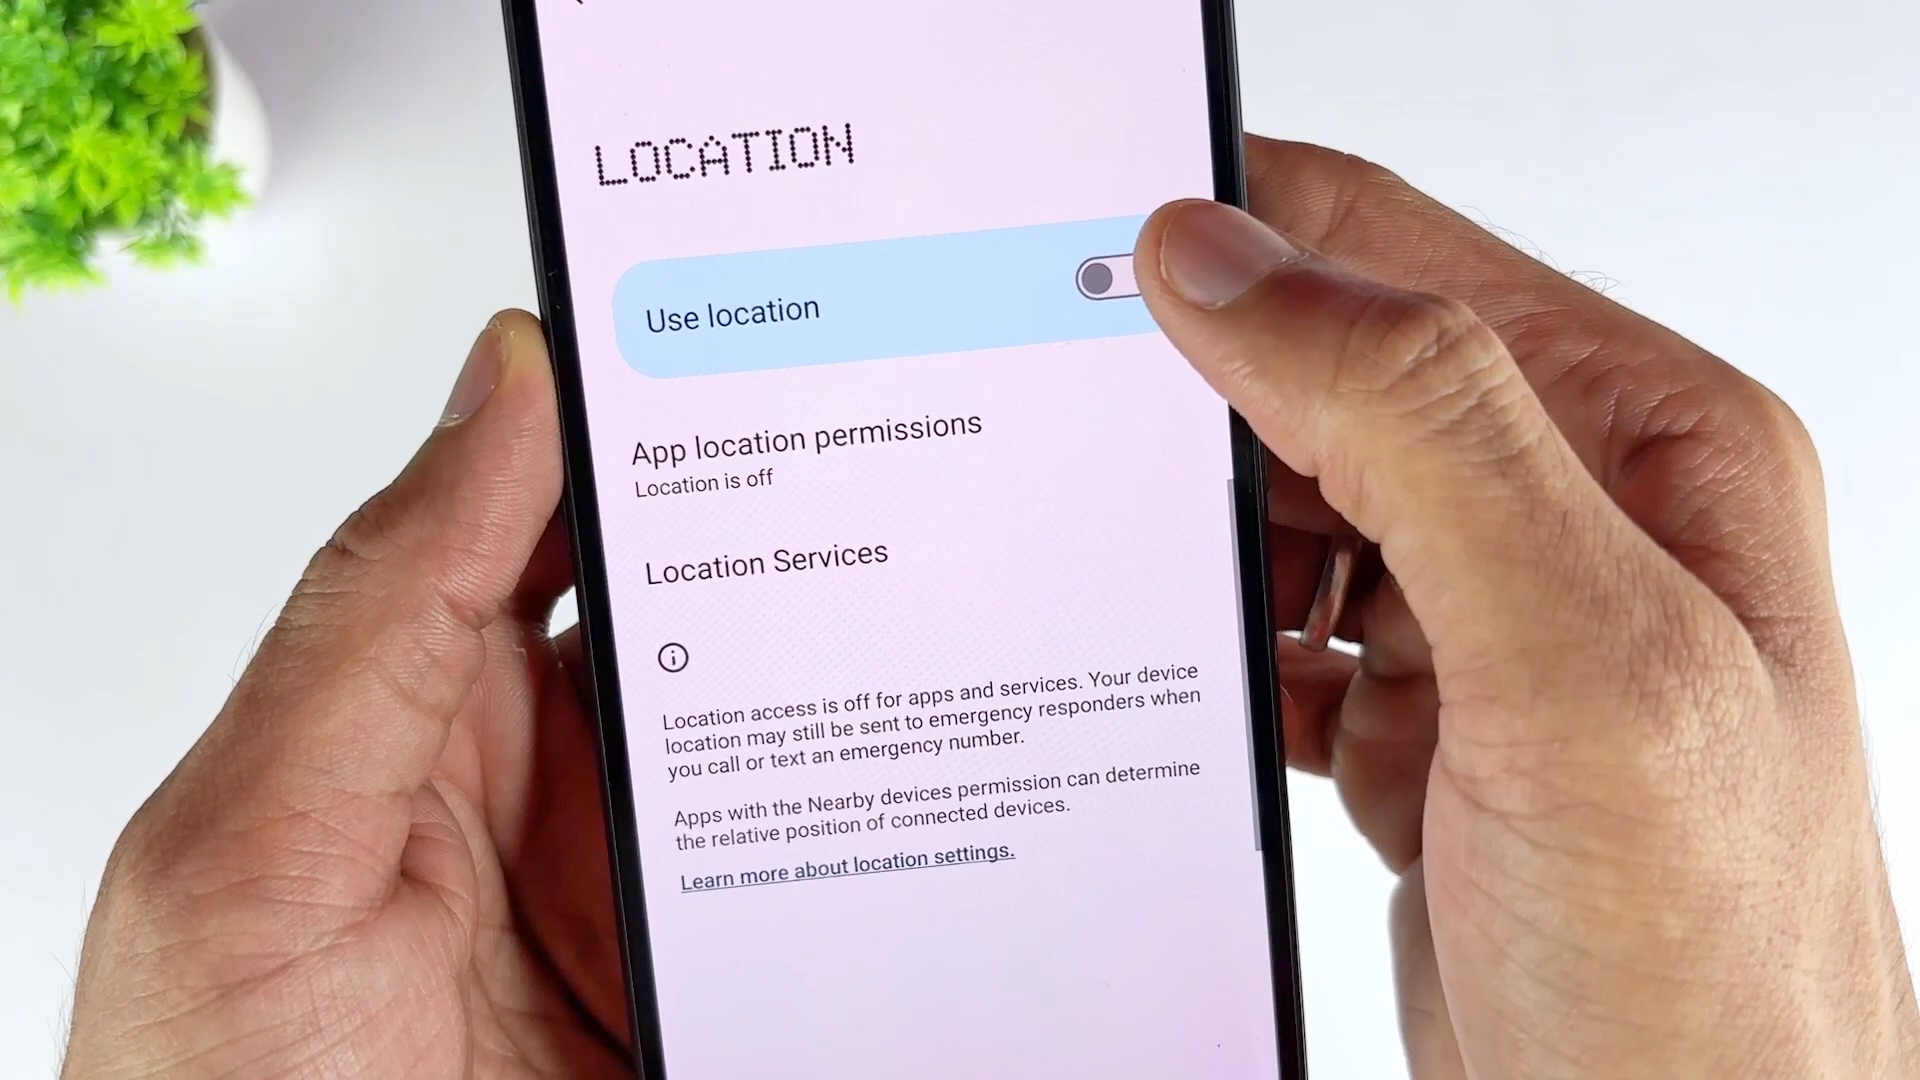 LOCATION
Use location
App location permissions
Location is off
Location Services
Location access is off for apps and services. Your device
location may still be sent to emergency responders when
you call or text an emergency number.
Apps with the Nearby devices permission can determine
the relative position of connected devices.
Learn more about location settings.